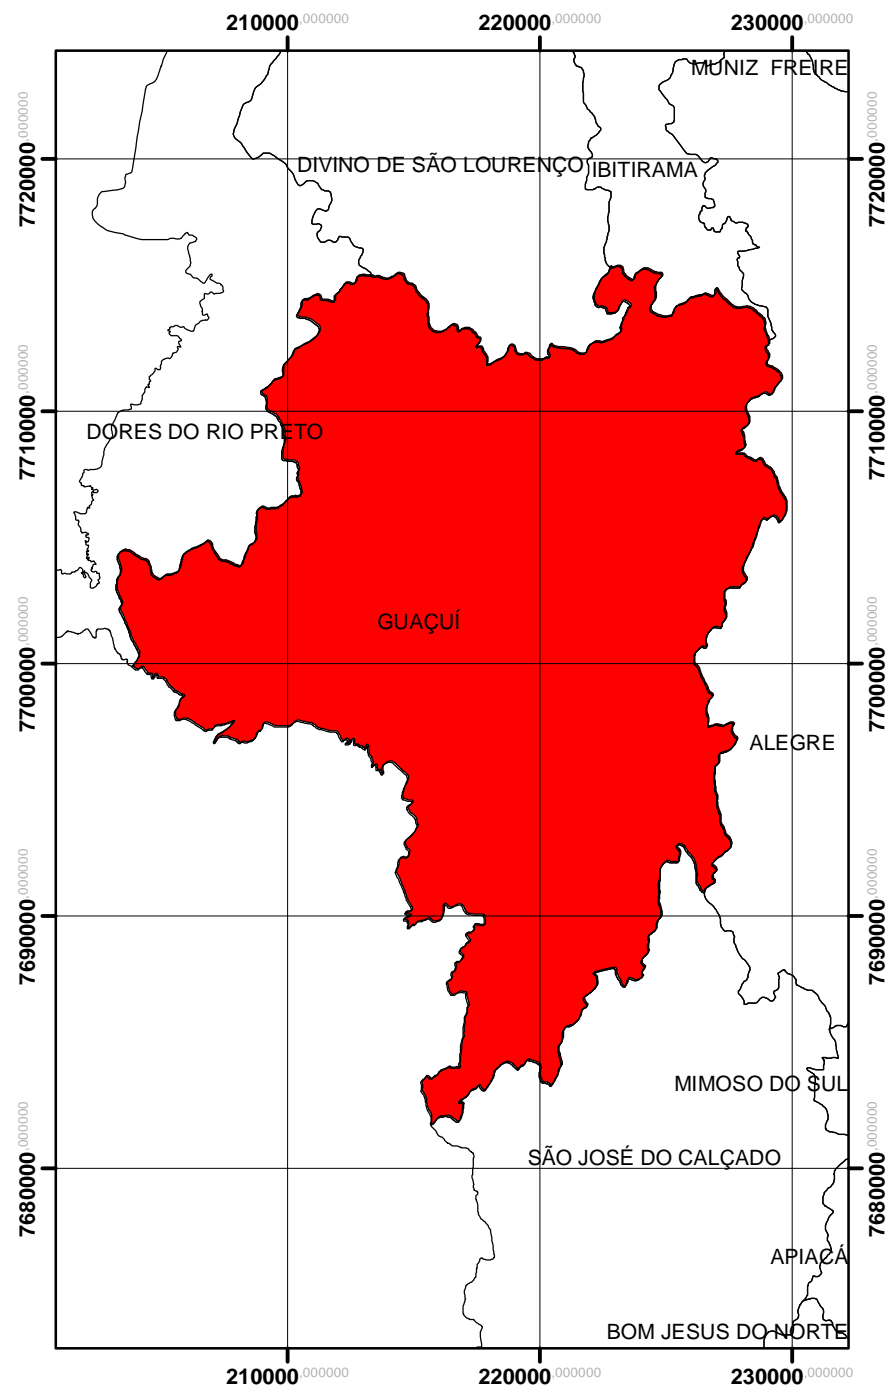 210000,000000 220000,000000 230000,000000
MUNIZ FREIRE
7720000,000000 7720000,000000
DIVINO DE SÃO LOURENÇO IBITIRAMA
7710000,000000 7710000,000000
DORES DO RIO PRETO
GUAÇUÍ
7700000,000000 7700000,000000
ALEGRE
7690000,000000 7690000,000000
MIMOSO DO SUL
SÃO JOSÉ DO CALÇADO
7680000,000000 7680000,000000
APIACÁ
BOM JESUS DO NORTE
210000,000000 220000,000000 230000,000000